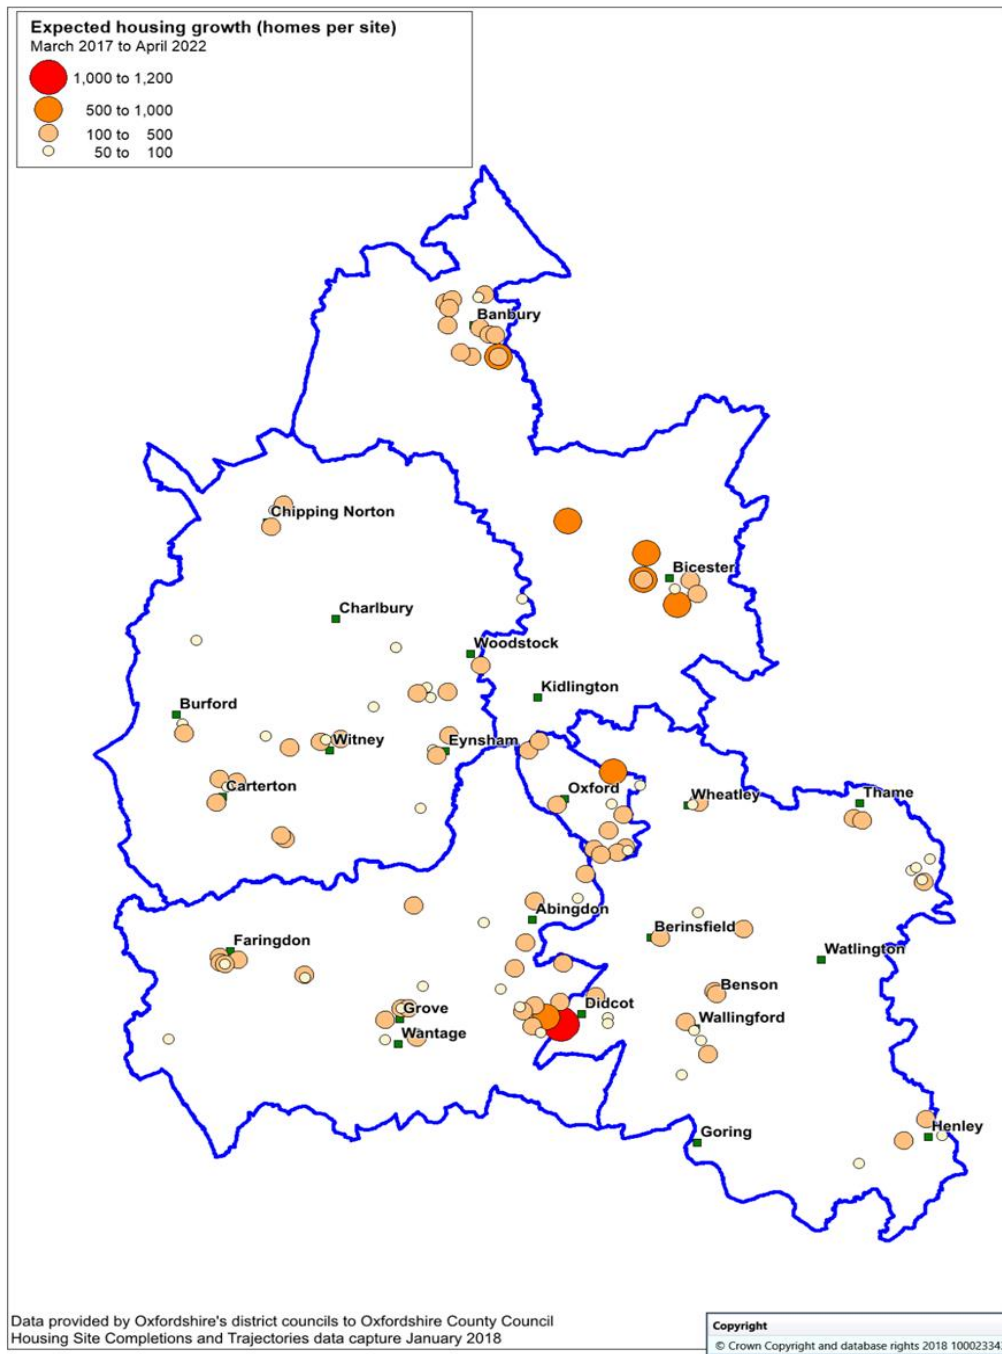 Expected housing growth (homes per site)
March 2017 to April 2022
1,000 to 1,200
500 to 1,000
100 to 500
50 to 100
Banbury
Chipping Norton
Bicester
Charlbury
Woodstock
Kidlington
Burford
Witney
Eynsham
Carterton
Oxford
Wheatley
Thame
Abingdon
Berinsfield
Faringdon
Watlington
Benson
Didcot
Grove
Wallingford
Wantage
Henley
Goring
Data provided by Oxfordshire's district councils to Oxfordshire County Council
Housing Site Completions and Trajectories data capture January 2018
Copyright
© Crown Copyright and database rights 2018 10002334